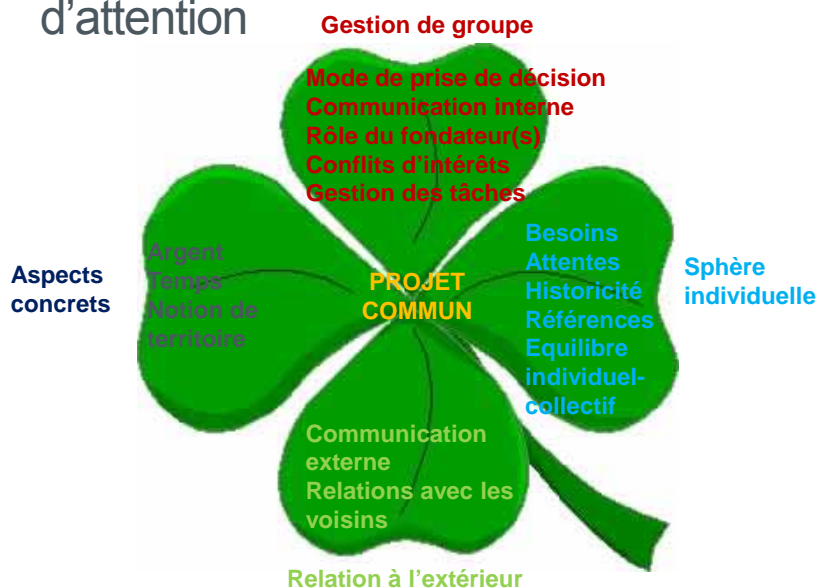 d’attention
Gestion de groupe
Mode de prise de décision
Communication interne
Rôle du fondateur(s)
Conflits d’intérêts
Gestion des tâches
Aspects
concrets
Argent
Temps
Notion de
territoire
PROJET
COMMUN
Besoins
Attentes
Historicité
Références
Equilibre
individuel-
collectif
Sphère
individuelle
Communication
externe
Relations avec les
voisins
Relation à l’extérieur